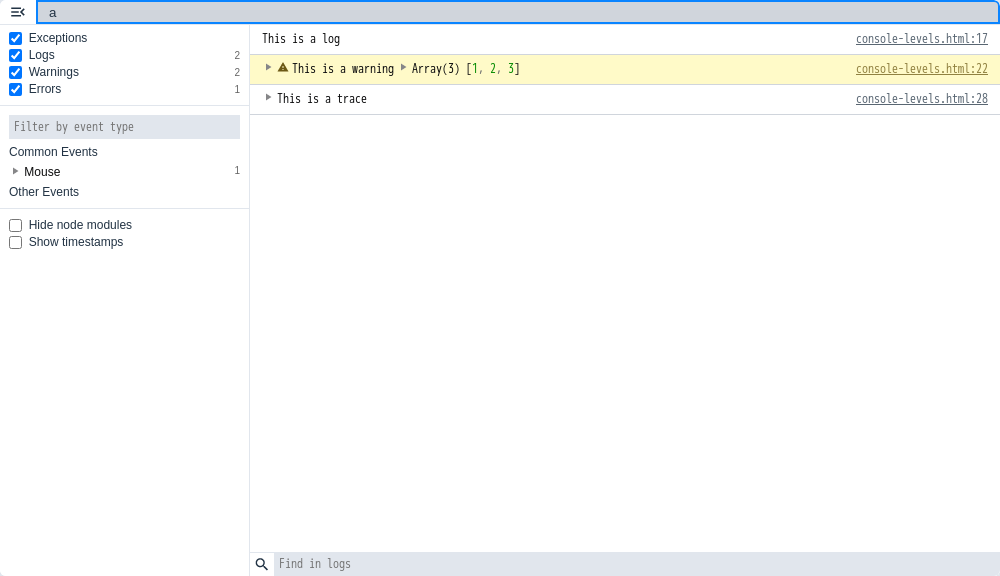 a
Exceptions
Logs 2
Warnings 2
Errors 1
Filter by event type
Common Events
Mouse 1
Other Events
Hide node modules
Show timestamps
This is a log console-levels.html:17
This is a warning Array(3) [1, 2, 3] console-levels.html:22
This is a trace console-levels.html:28
Find in logs